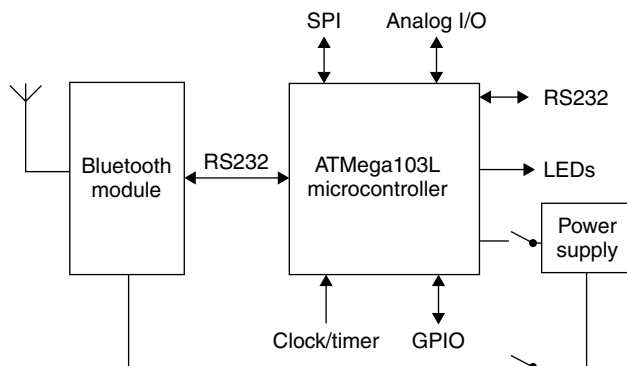 SPI
Analog I/O
RS232
Bluetooth
module
RS232
ATMega103L
microcontroller
LEDs
Power
supply
Clock/timer
GPIO